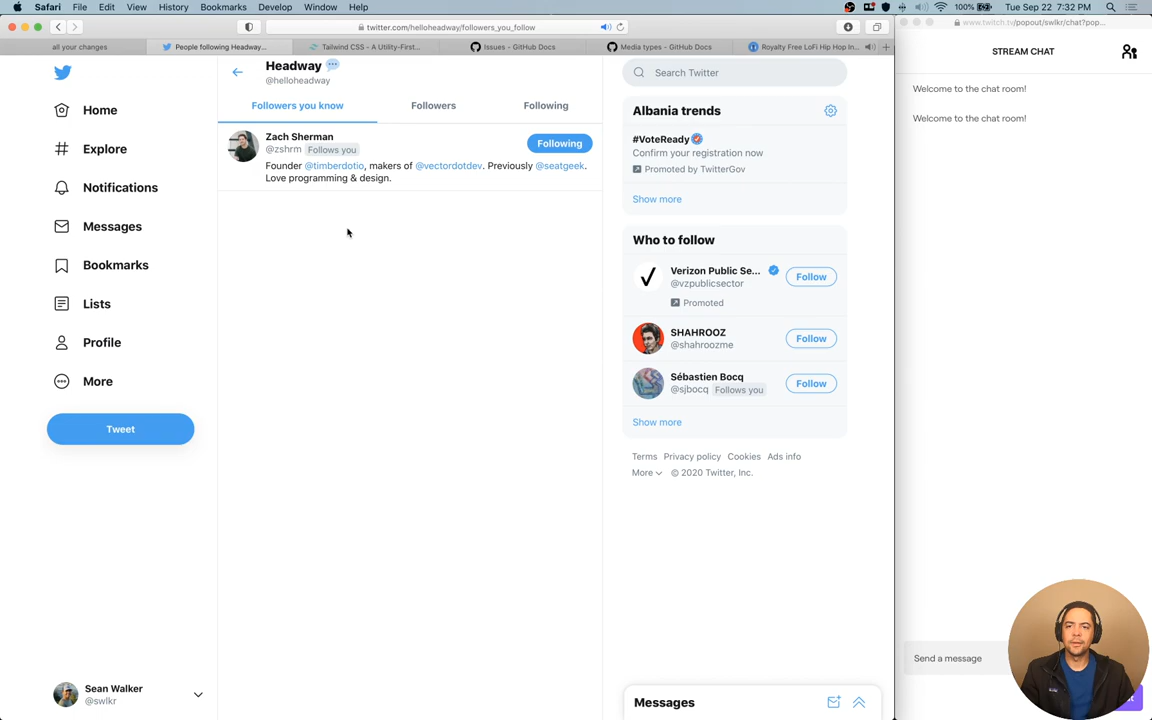 Safari File Edit View History Bookmarks Develop Window Help
100% Tue Sep 22 7:32 PM
twitter.com/helloheadway/followers_you_follow
www.twitch.tv/popout/swlkr/chat?pop...
all your changes
People following Headway...
Tailwind CSS - A Utility-First...
Issues - GitHub Docs
Media types - GitHub Docs
Royalty Free LoFi Hip Hop In...
Home
Explore
Notifications
Messages
Bookmarks
Lists
Profile
More
Tweet
Sean Walker
@swlkr
Headway
@helloheadway
Followers you know
Followers
Following
Zach Sherman
@zshrm Follows you
Following
Founder @timberdotio, makers of @vectordotdev. Previously @seatgeek.
Love programming & design.
Search Twitter
Albania trends
#VoteReady
Confirm your registration now
Promoted by TwitterGov
Show more
Who to follow
Verizon Public Se...
@vzpublicsector
Follow
Promoted
SHAHROOZ
@shahroozme
Follow
Sébastien Bocq
@sjbocq Follows you
Follow
Show more
Terms Privacy policy Cookies Ads info
More © 2020 Twitter, Inc.
Messages
STREAM CHAT
Welcome to the chat room!
Welcome to the chat room!
Send a message